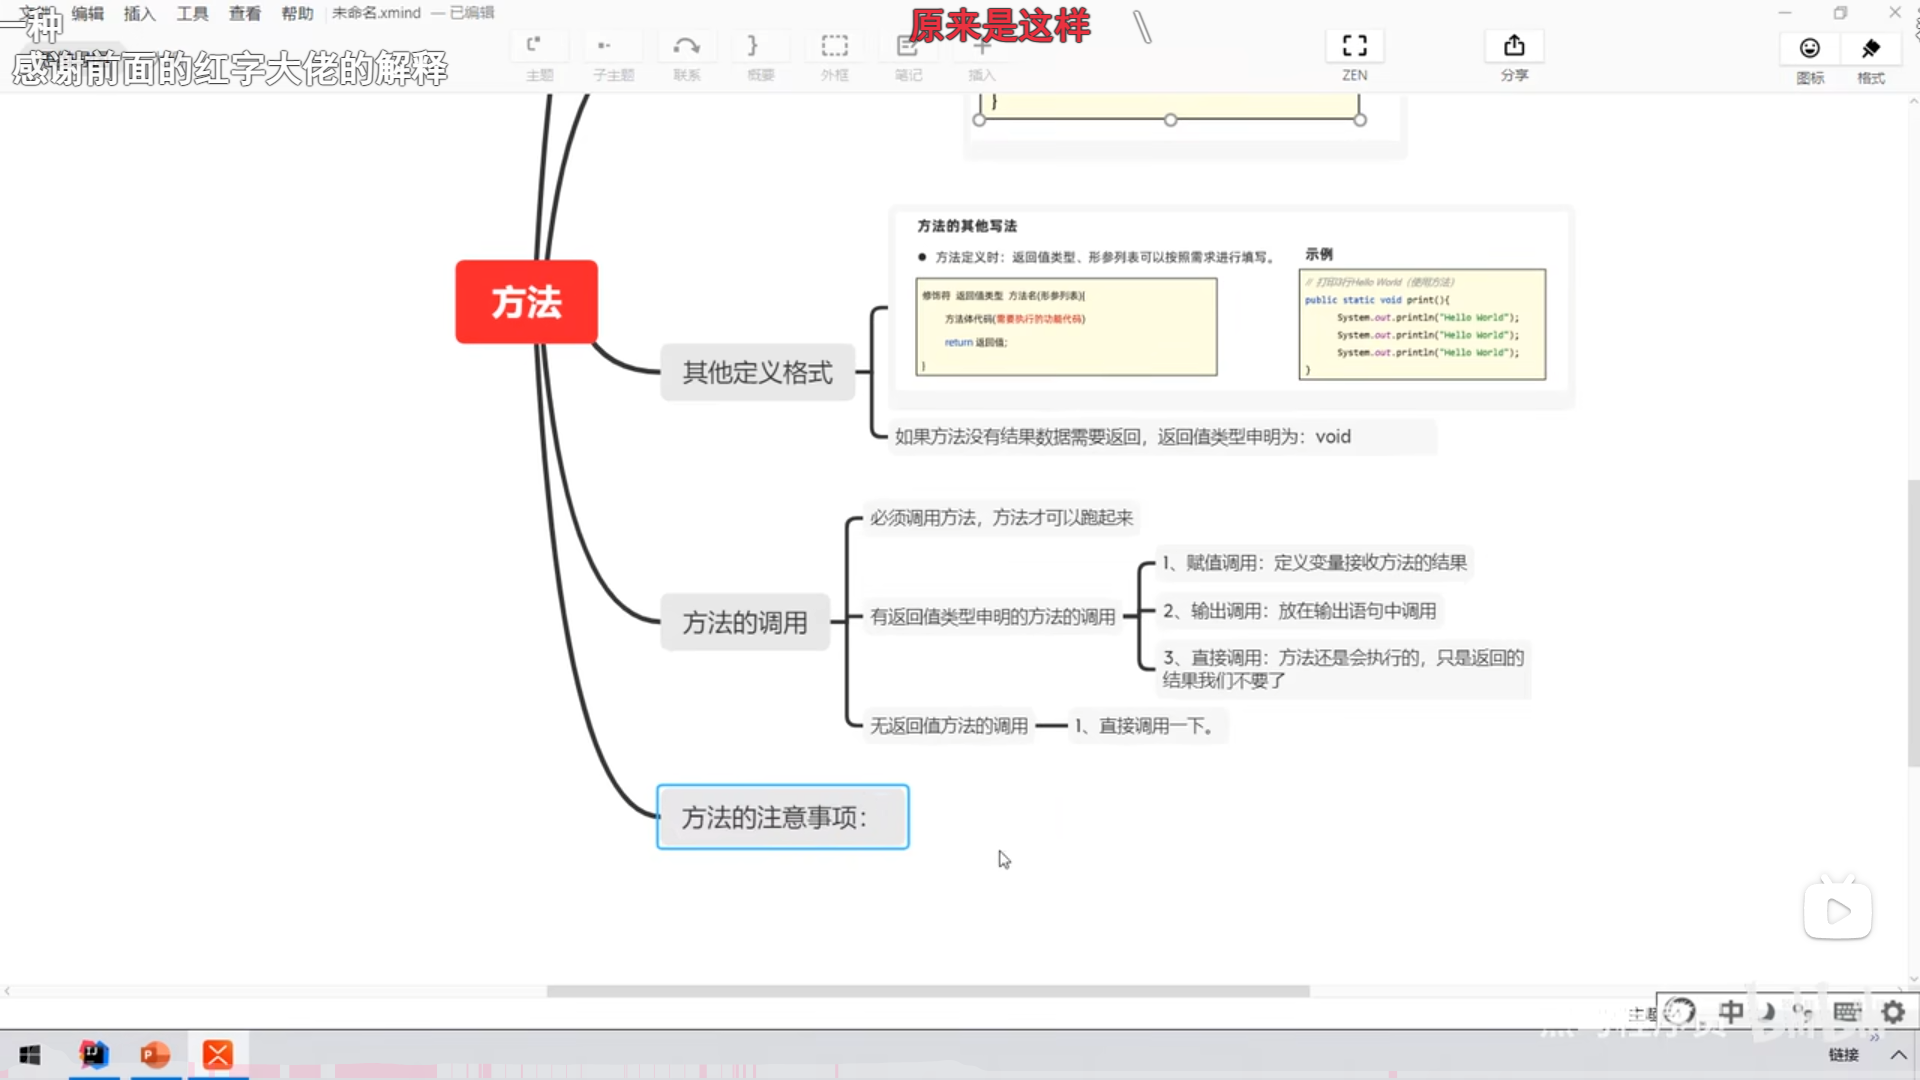 编辑 插入 工具 查看 帮助 未命名.xmind — 已编辑
一种
原来是这样
感谢前面的红字大佬的解释
主题 子主题 联系 概要 外框 笔记 插入 ZEN 分享 图标 格式
}
方法的其他写法
● 方法定义时：返回值类型、形参列表可以按照需求进行填写。
修饰符 返回值类型 方法名(形参列表){
方法体代码(需要执行的功能代码)
return 返回值;
}
示例
// 打印3行Hello World（使用方法）
public static void print(){
System.out.println("Hello World");
System.out.println("Hello World");
System.out.println("Hello World");
}
方法
其他定义格式
如果方法没有结果数据需要返回，返回值类型申明为：void
必须调用方法，方法才可以跑起来
方法的调用
有返回值类型申明的方法的调用
1、赋值调用：定义变量接收方法的结果
2、输出调用：放在输出语句中调用
3、直接调用：方法还是会执行的，只是返回的
结果我们不要了
无返回值方法的调用
1、直接调用一下。
方法的注意事项：
中
链接